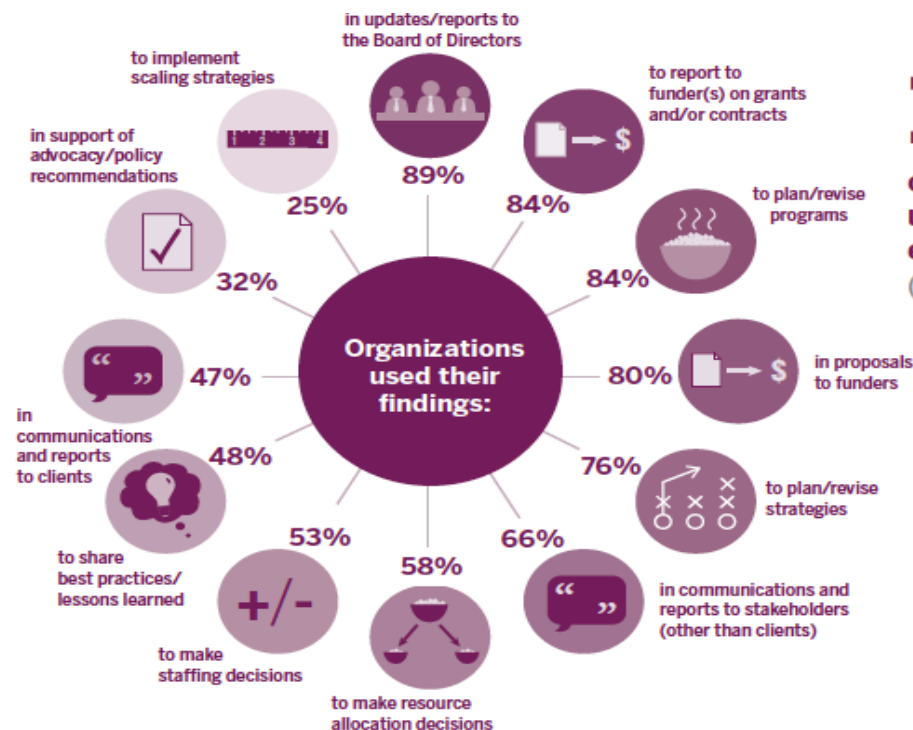 in updates/reports to
the Board of Directors
89%
to report to
funder(s) on grants
and/or contracts
$
84%
to plan/revise
programs
84%
in proposals
to funders
$
80%
to plan/revise
strategies
76%
in communications and
reports to stakeholders
(other than clients)
“ ”
66%
to make resource
allocation decisions
58%
to make
staffing decisions
+/-
53%
to share
best practices/
lessons learned
48%
in
communications
and reports
to clients
“ ”
47%
in support of
advocacy/policy
recommendations
32%
to implement
scaling strategies
1 2 3 4
25%
Organizations
used their
findings: